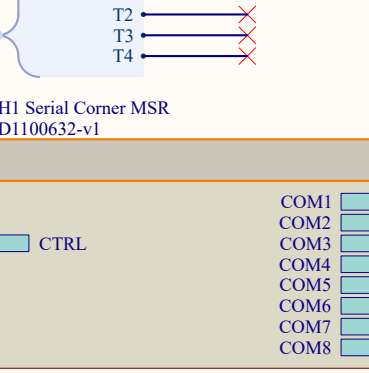 T2
T3
T4
H1 Serial Corner MSR
D1100632-v1
COM1
COM2
CTRL COM3
COM4
COM5
COM6
COM7
COM8